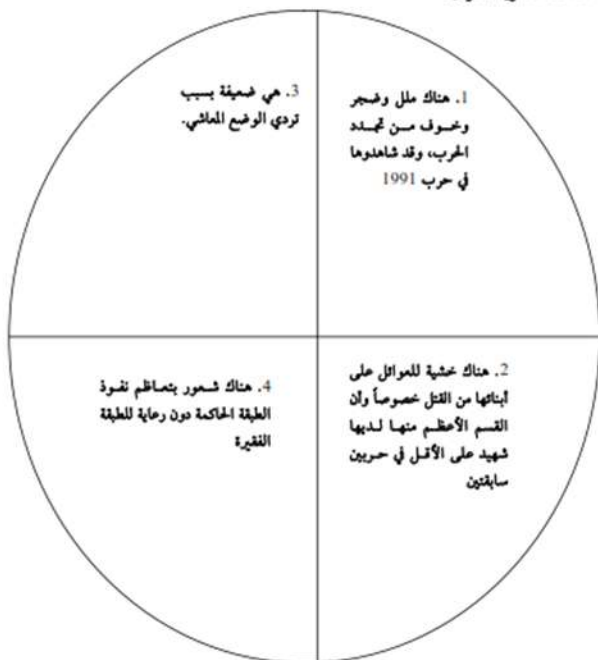 1. هناك ملل وضجر
وخوف من تجدد
الحرب، وقد شاهدوها
في حرب 1991
2. هناك خشية للعوائل على
أبنائها من القتل خصوصاً وأن
القسم الأعظم منها لديها
شهيد على الأقل في حربين
سابقتين
3. هي ضعيفة بسبب
تردي الوضع المعاشي.
4. هناك شعور بتعاظم نفوذ
الطبقة الحاكمة دون رعاية للطبقة
الفقيرة